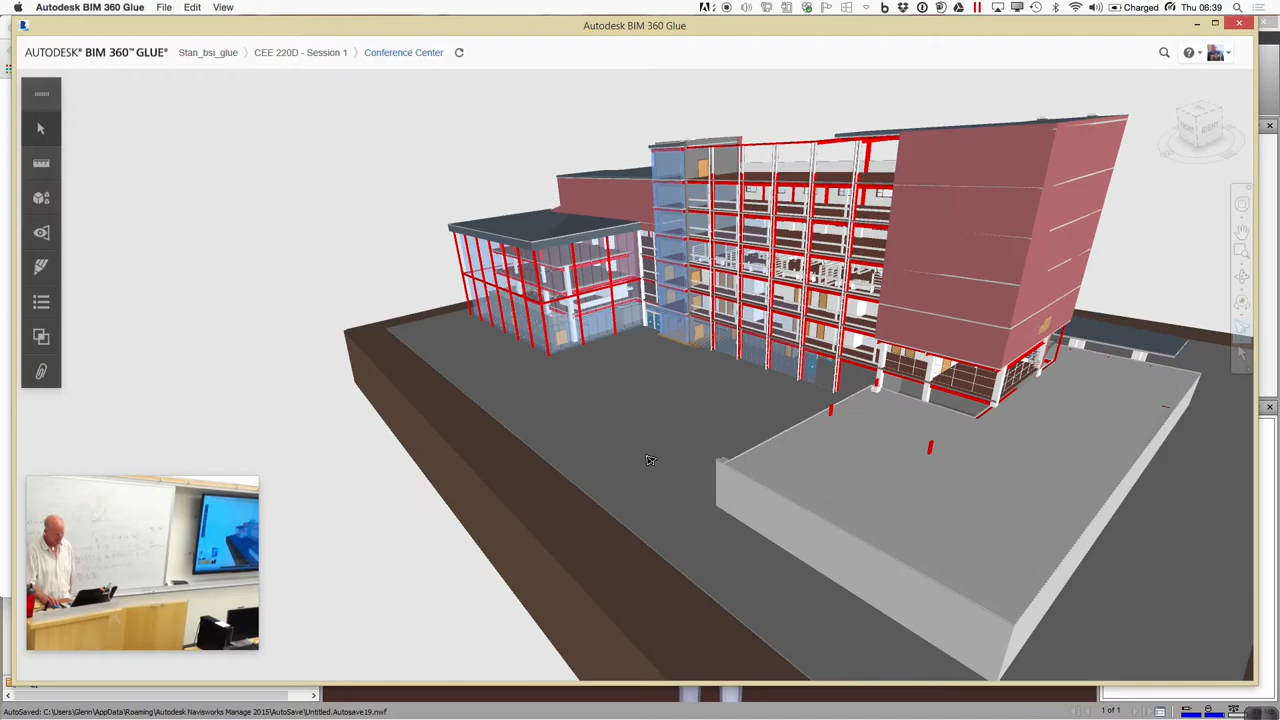 Autodesk BIM 360 Glue File Edit View
Charged Thu 06:39
Autodesk BIM 360 Glue
AUTODESK® BIM 360™ GLUE® Stan_bsi_glue CEE 220D - Session 1 Conference Center
RIGHT
AutoSaved: C:\Users\Glenn\AppData\Roaming\Autodesk Navisworks Manage 2015\AutoSave\Untitled.Autosave19.nwf
1 of 1